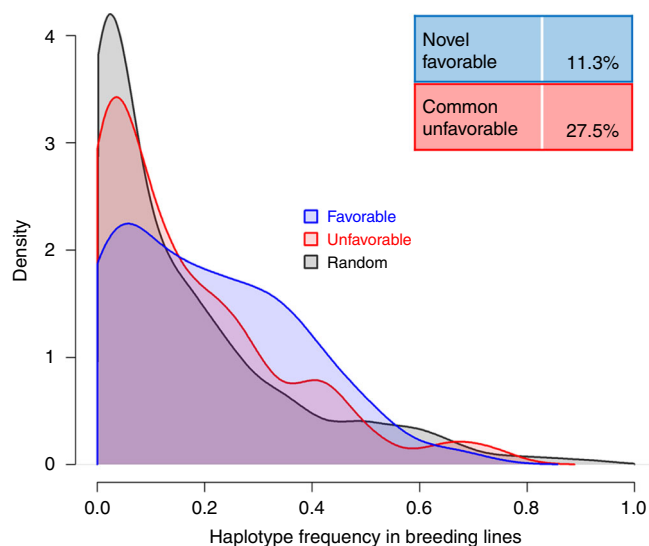 Novel
favorable 11.3%
Common
unfavorable 27.5%
Favorable
Unfavorable
Random
Density
4
3
2
1
0
0.0 0.2 0.4 0.6 0.8 1.0
Haplotype frequency in breeding lines